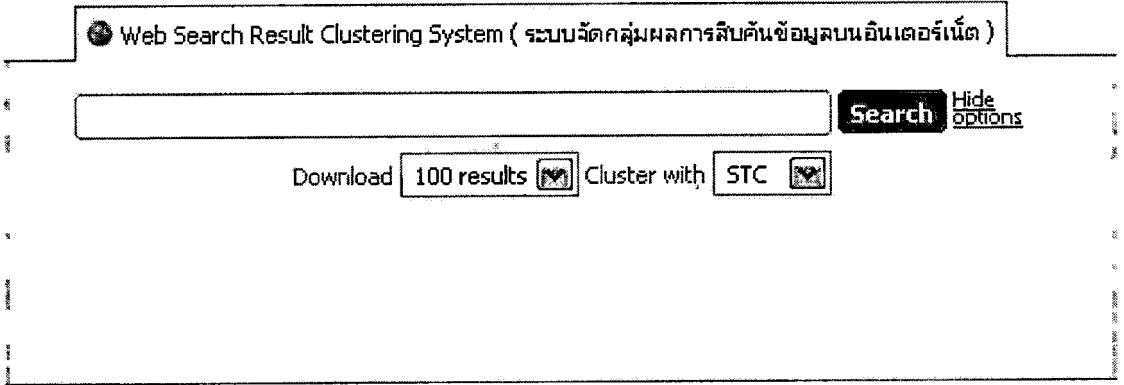 Web Search Result Clustering System ( ระบบจัดกลุ่มผลการสืบค้นข้อมูลบนอินเตอร์เน็ต )
Search Hide options
Download 100 results Cluster with STC